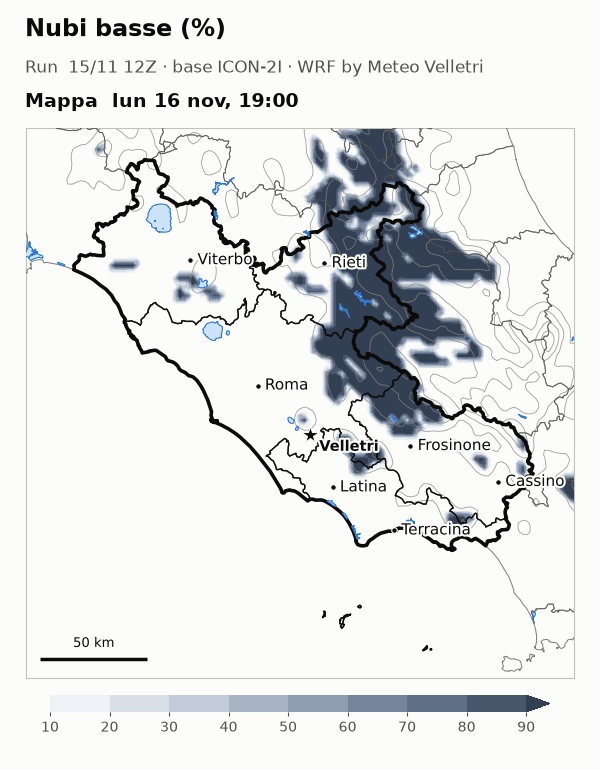 Nubi basse (%)
Run  15/11 12Z · base ICON-2I · WRF by Meteo Velletri
Mappa  lun 16 nov, 19:00
Viterbo
Rieti
Roma
Velletri
Frosinone
Latina
Cassino
Terracina
50 km
10 20 30 40 50 60 70 80 90